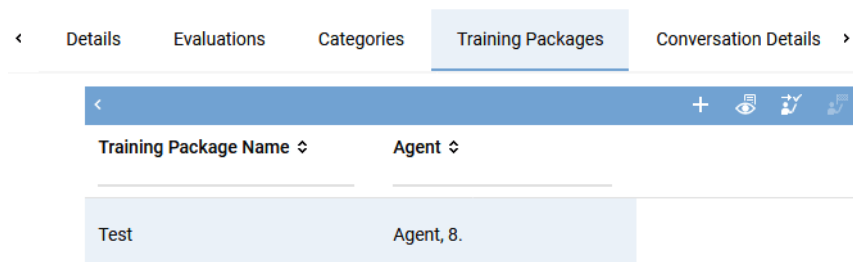 Details Evaluations Categories Training Packages Conversation Details
Training Package Name Agent
Test Agent, 8.